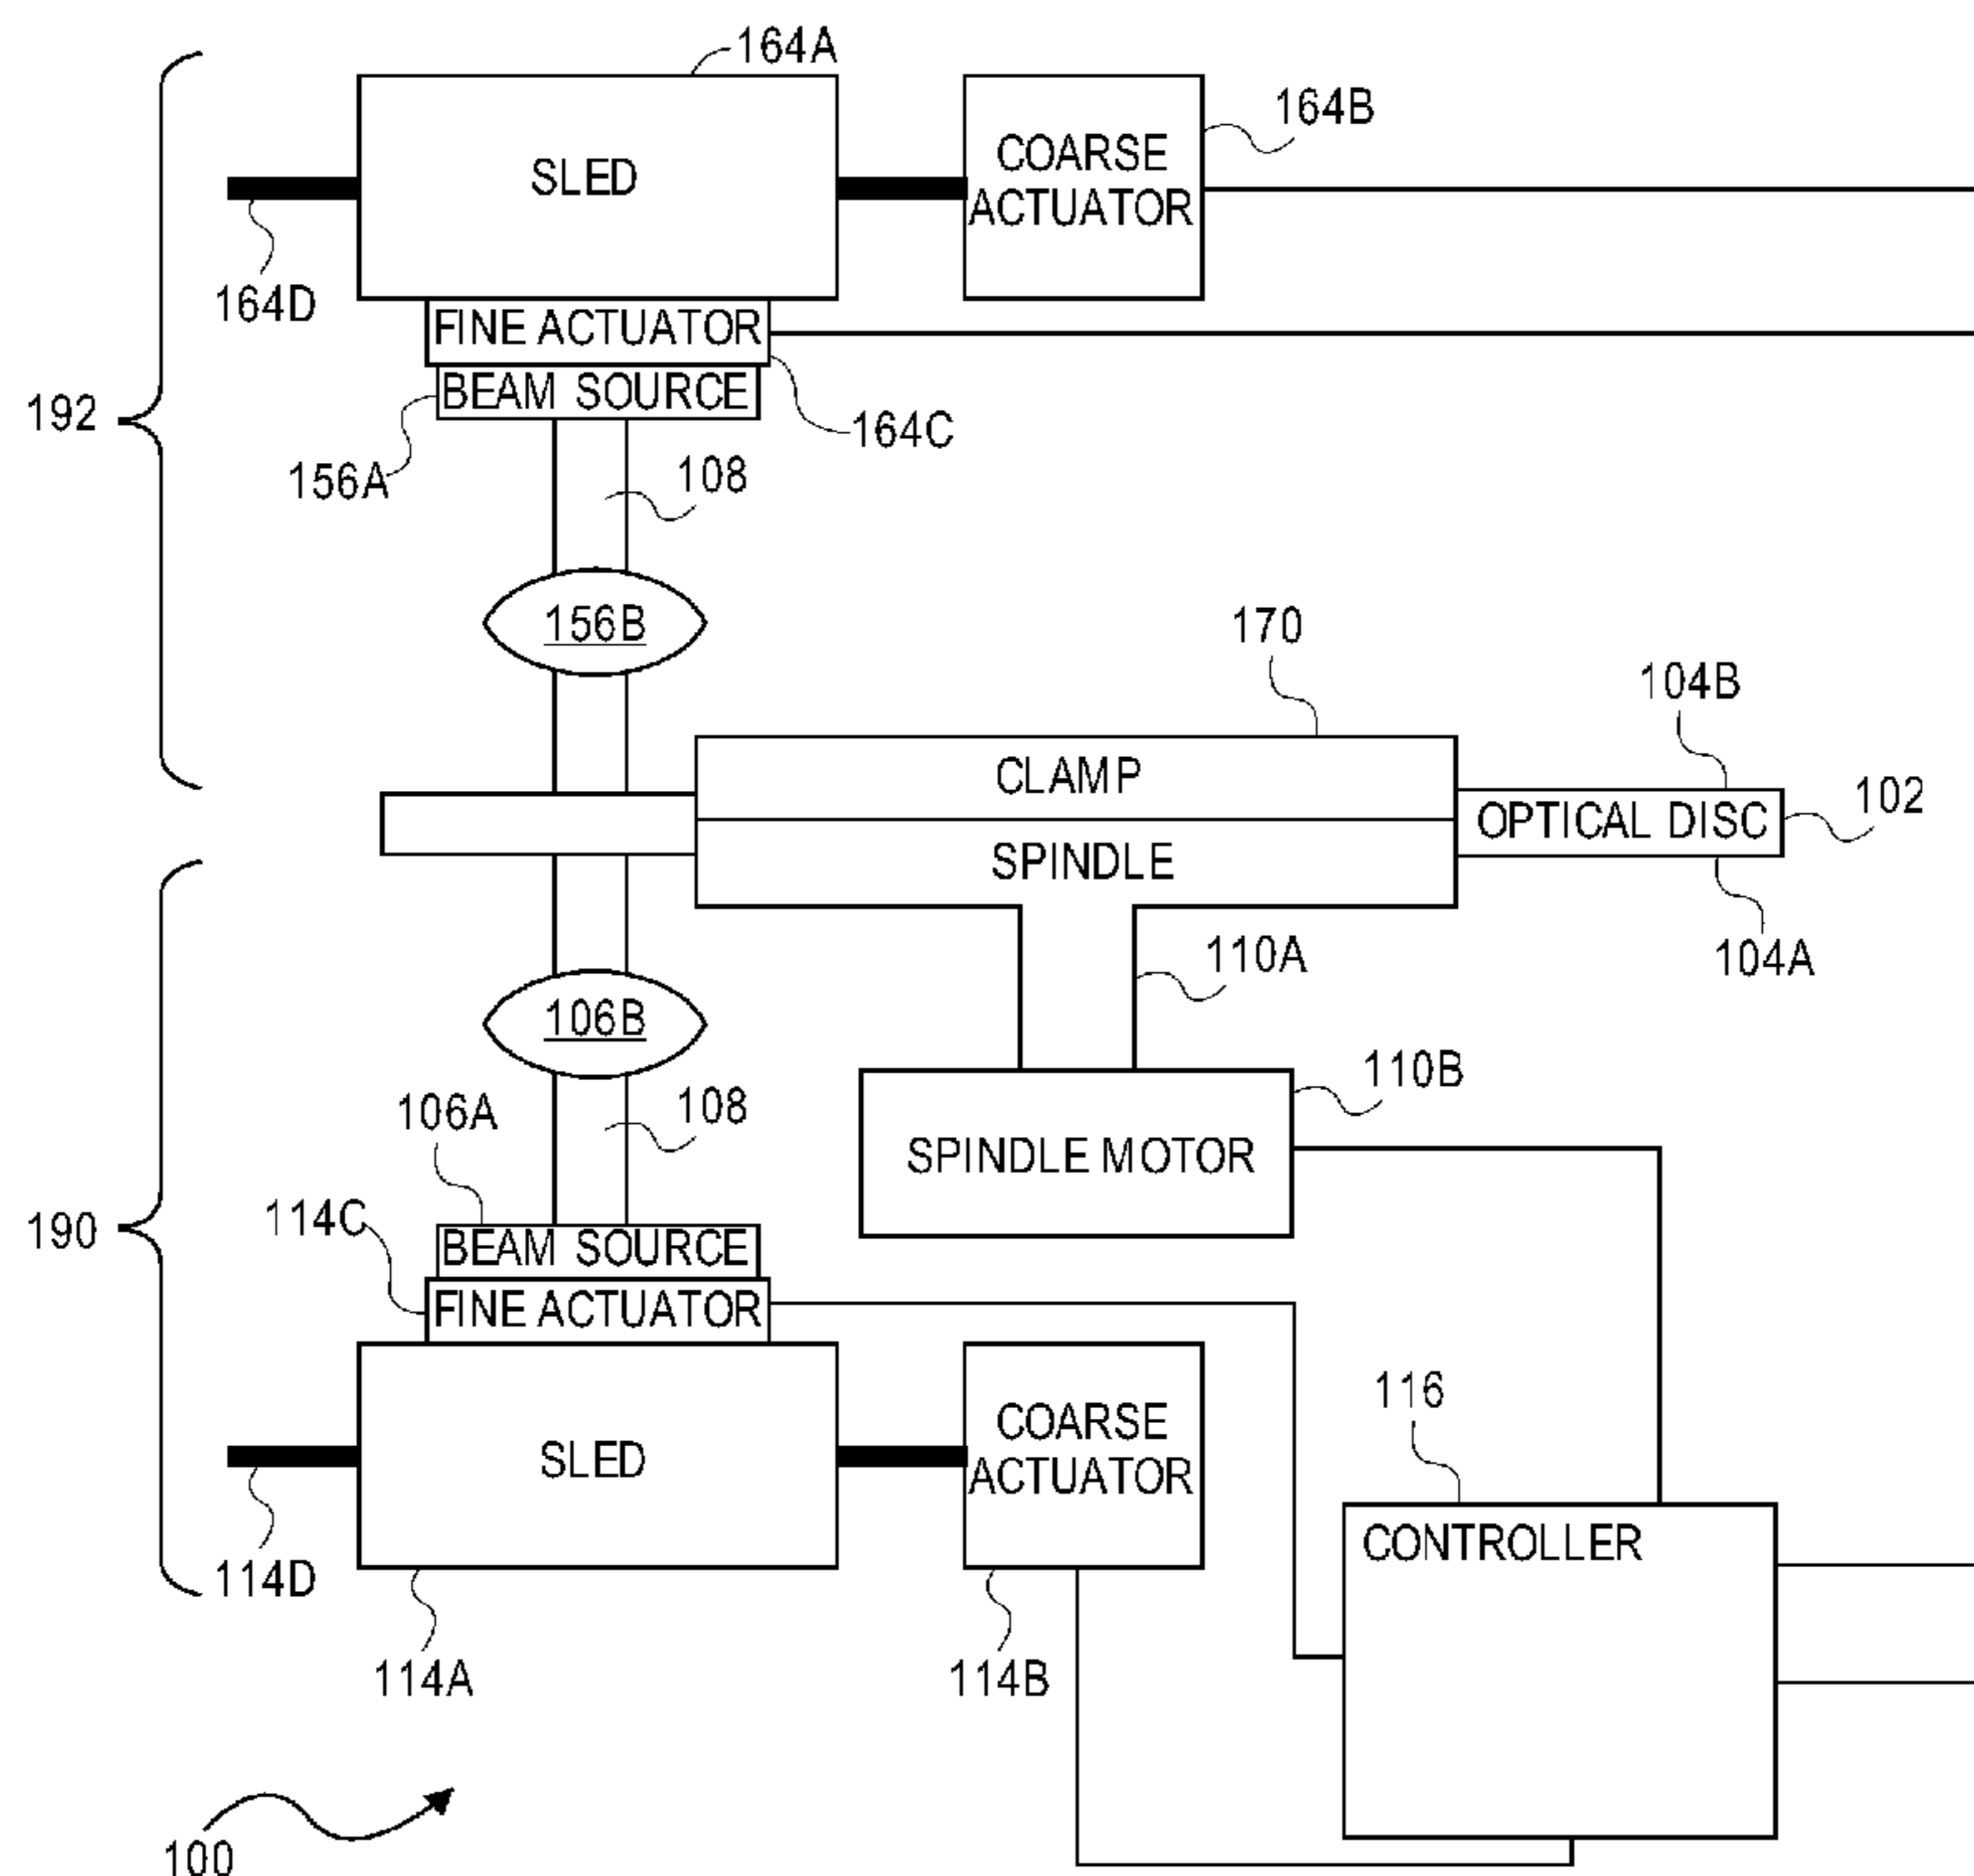 164A
164B
SLED
COARSE
ACTUATOR
164D
FINE ACTUATOR
BEAM SOURCE
192
164C
156A
108
156B
170
104B
CLAMP
102
OPTICAL DISC
SPINDLE
110A
104A
106B
110B
106A
108
SPINDLE MOTOR
114C
190
BEAM SOURCE
FINE ACTUATOR
116
COARSE
ACTUATOR
SLED
CONTROLLER
114D
114A
114B
100